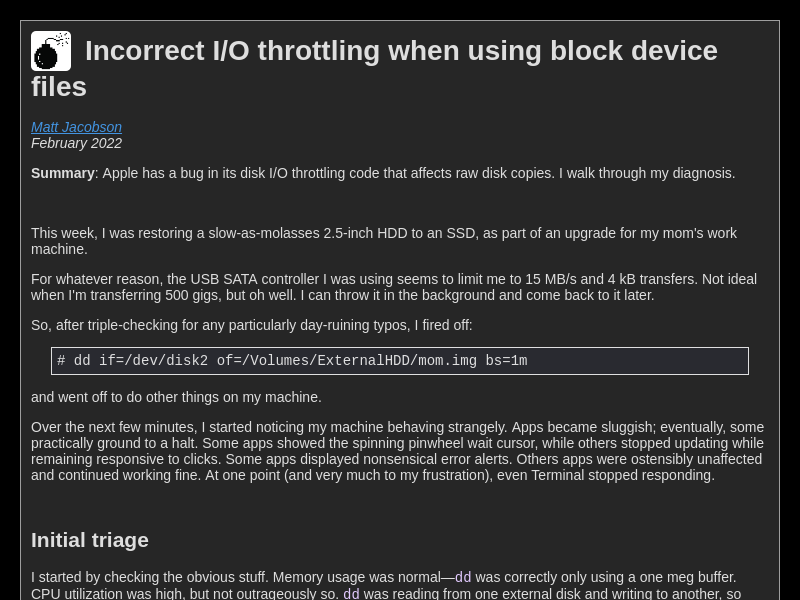 Incorrect I/O throttling when using block device
files
Matt Jacobson
February 2022
Summary: Apple has a bug in its disk I/O throttling code that affects raw disk copies. I walk through my diagnosis.
This week, I was restoring a slow-as-molasses 2.5-inch HDD to an SSD, as part of an upgrade for my mom's work
machine.
For whatever reason, the USB SATA controller I was using seems to limit me to 15 MB/s and 4 kB transfers. Not ideal
when I'm transferring 500 gigs, but oh well. I can throw it in the background and come back to it later.
So, after triple-checking for any particularly day-ruining typos, I fired off:
# dd if=/dev/disk2 of=/Volumes/ExternalHDD/mom.img bs=1m
and went off to do other things on my machine.
Over the next few minutes, I started noticing my machine behaving strangely. Apps became sluggish; eventually, some
practically ground to a halt. Some apps showed the spinning pinwheel wait cursor, while others stopped updating while
remaining responsive to clicks. Some apps displayed nonsensical error alerts. Others apps were ostensibly unaffected
and continued working fine. At one point (and very much to my frustration), even Terminal stopped responding.
Initial triage
I started by checking the obvious stuff. Memory usage was normal—dd was correctly only using a one meg buffer.
CPU utilization was high, but not outrageously so. dd was reading from one external disk and writing to another, so